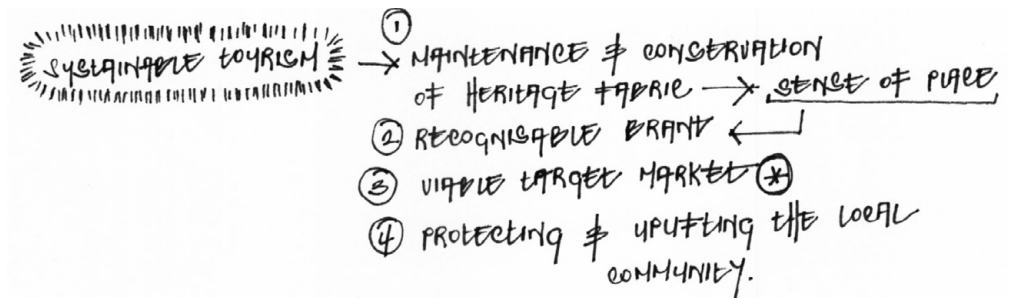 ①
SUSTAINABLE TOURISM → MAINTENANCE & CONSERVATION
OF HERITAGE FABRIC → SENSE OF PLACE
② RECOGNISABLE BRAND ←
③ VIABLE TARGET MARKET ⊛
④ PROTECTING & UPLIFTING THE LOCAL
COMMUNITY.